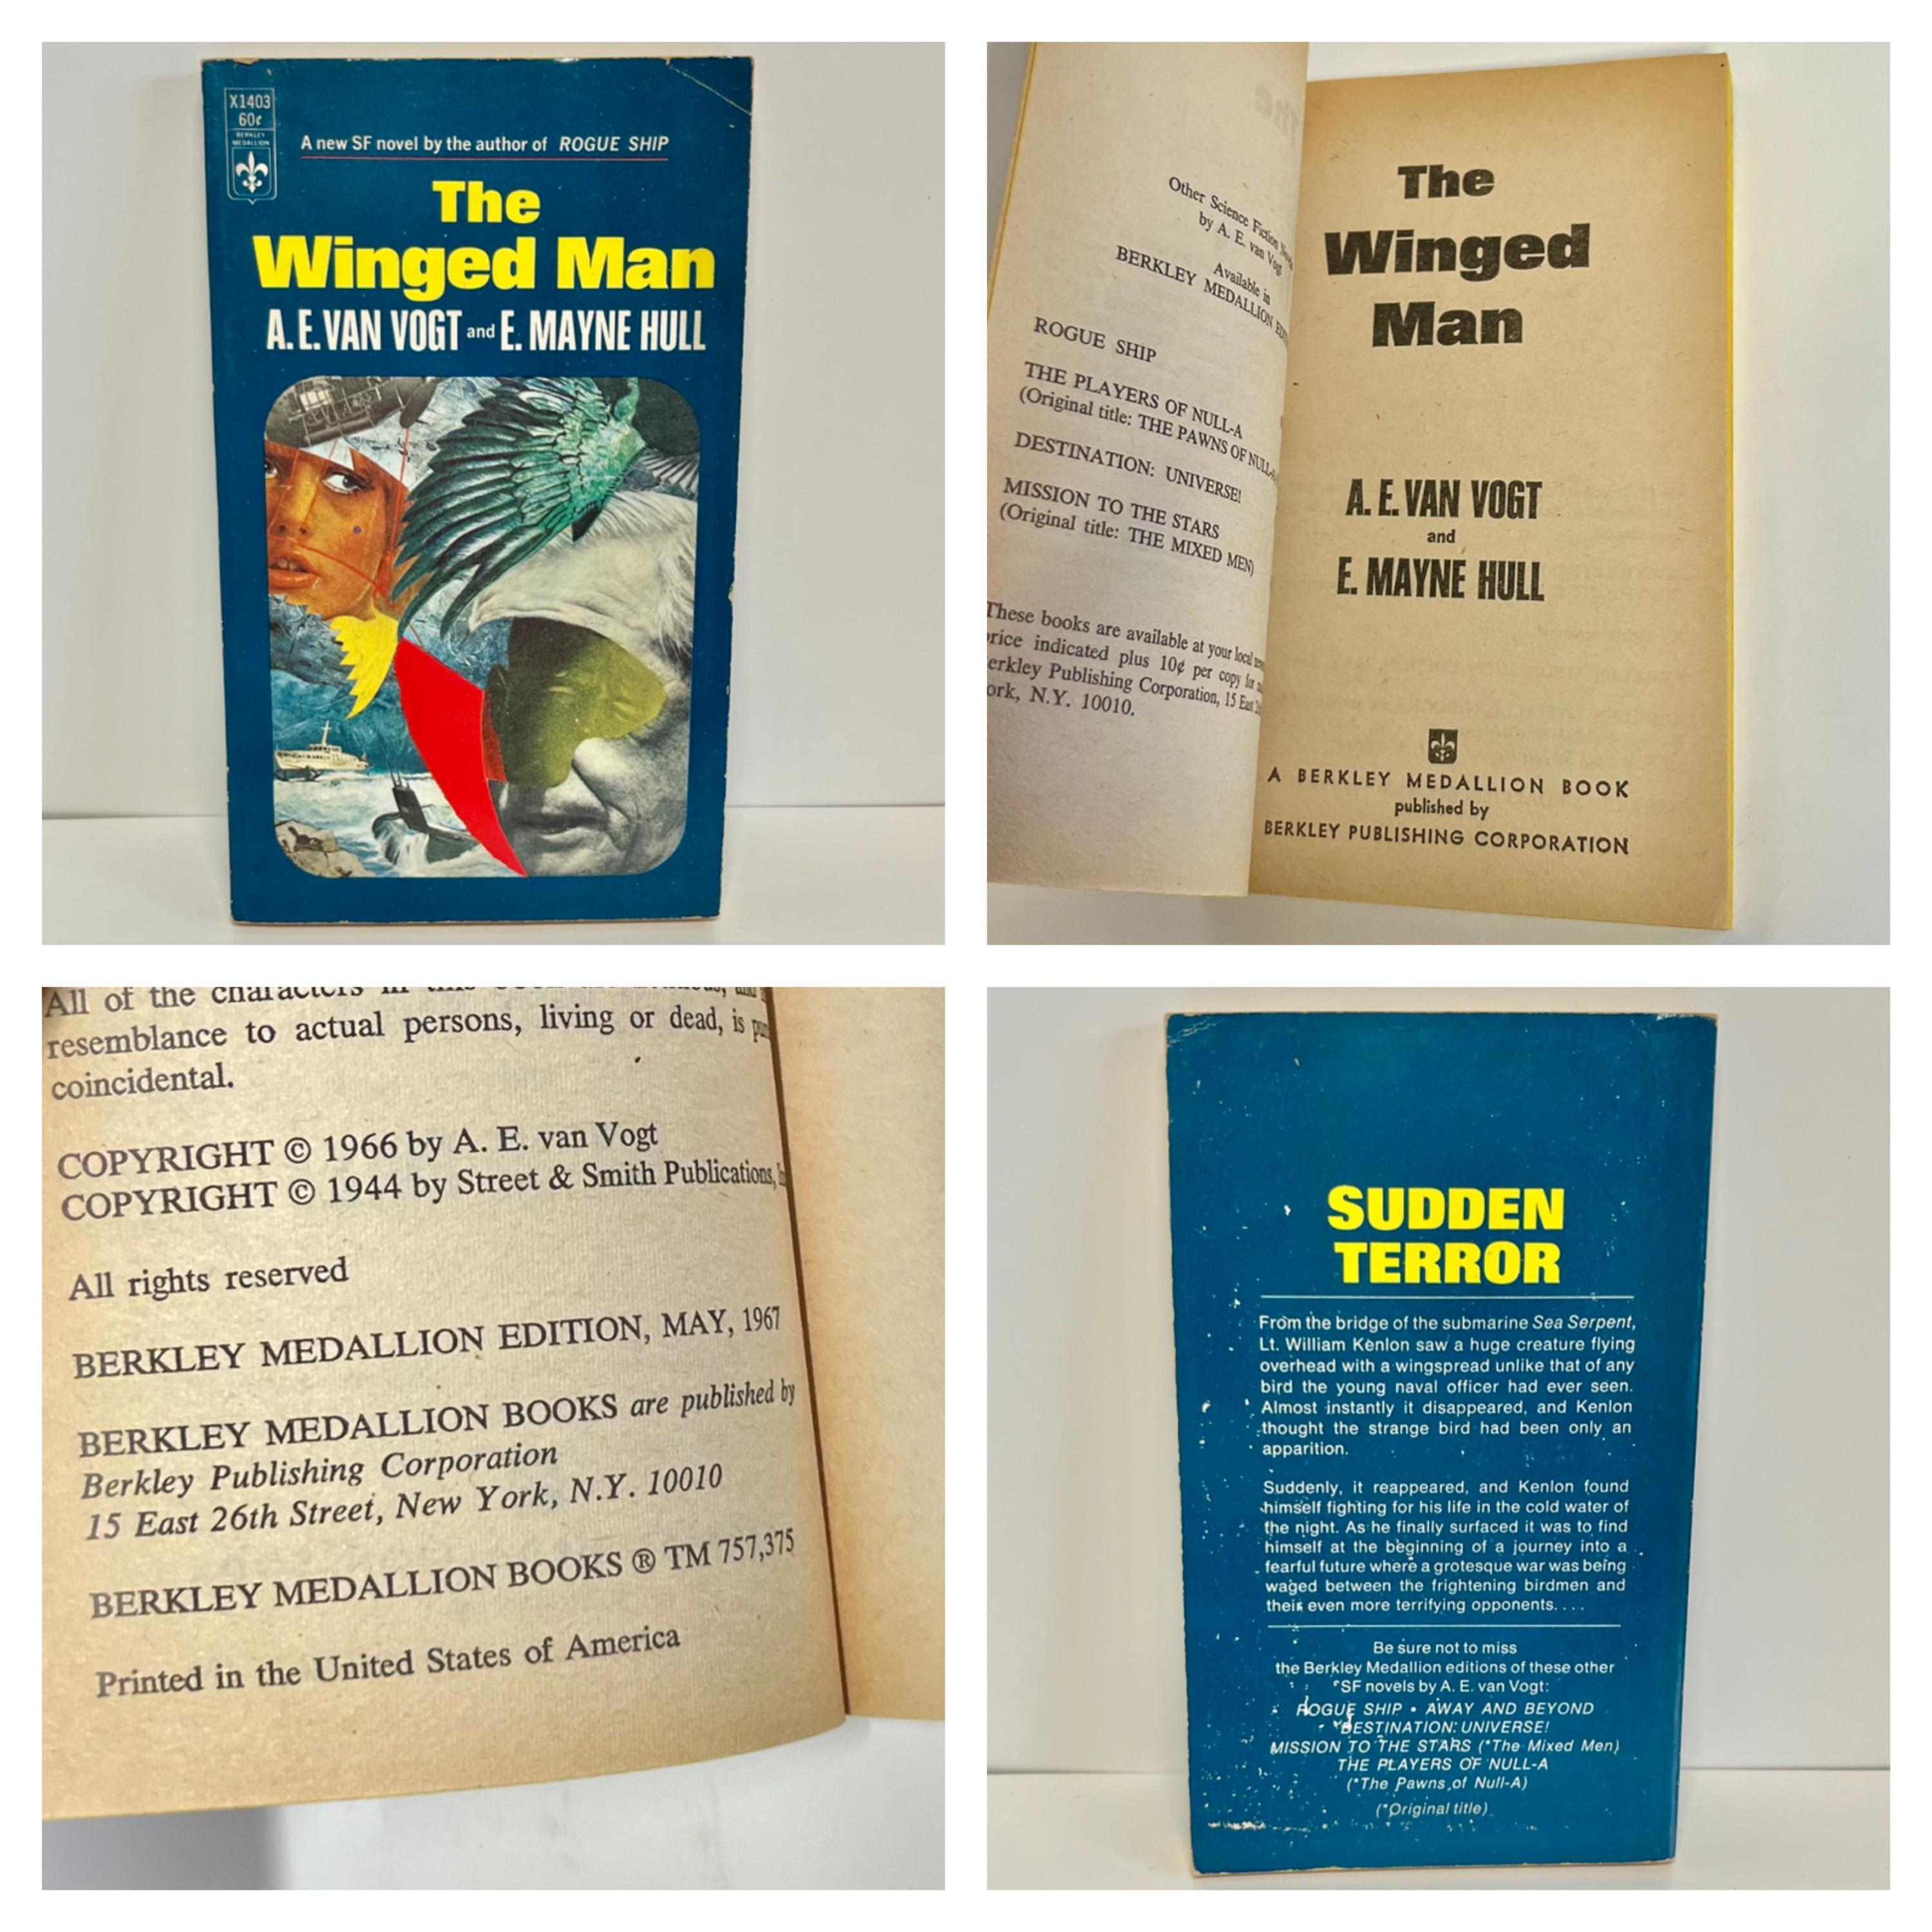 X1403
60¢
BERKLEY
MEDALLION
A new SF novel by the author of ROGUE SHIP
The
Winged Man
A. E. VAN VOGT and E. MAYNE HULL
Other Science Fiction
by A. E. van Vogt
Available in
BERKLEY MEDALLION
ROGUE SHIP
THE PLAYERS OF NULL-A
(Original title: THE PAWNS OF NULL-A
DESTINATION: UNIVERSE!
MISSION TO THE STARS
(Original title: THE MIXED MEN)
These books are available at your local
price indicated plus 10¢ per copy for
Berkley Publishing Corporation, 15 East
ork, N.Y. 10010.
The
Winged
Man
A. E. VAN VOGT
and
E. MAYNE HULL
A BERKLEY MEDALLION BOOK
published by
BERKLEY PUBLISHING CORPORATION
All of the characters in this book
resemblance to actual persons, living or dead, is
coincidental.
COPYRIGHT © 1966 by A. E. van Vogt
COPYRIGHT © 1944 by Street & Smith Publications,
All rights reserved
BERKLEY MEDALLION EDITION, MAY, 1967
BERKLEY MEDALLION BOOKS are published by
Berkley Publishing Corporation
15 East 26th Street, New York, N.Y. 10010
BERKLEY MEDALLION BOOKS ® TM 757,375
Printed in the United States of America
SUDDEN
TERROR
From the bridge of the submarine Sea Serpent,
Lt. William Kenlon saw a huge creature flying
overhead with a wingspread unlike that of any
bird the young naval officer had ever seen.
Almost instantly it disappeared, and Kenlon
thought the strange bird had been only an
apparition.
Suddenly, it reappeared, and Kenlon found
himself fighting for his life in the cold water of
the night. As he finally surfaced it was to find
himself at the beginning of a journey into a
fearful future where a grotesque war was being
waged between the frightening birdmen and
their even more terrifying opponents. . . .
Be sure not to miss
the Berkley Medallion editions of these other
SF novels by A. E. van Vogt:
ROGUE SHIP • AWAY AND BEYOND
DESTINATION: UNIVERSE!
MISSION TO THE STARS (*The Mixed Men)
THE PLAYERS OF NULL-A
(*The Pawns of Null-A)
(*Original title)